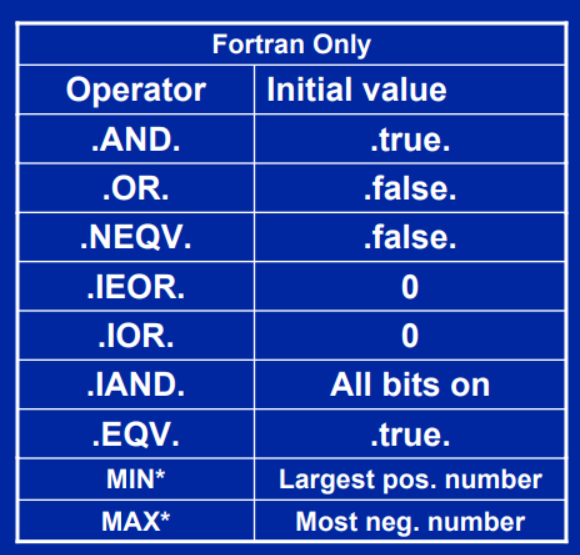 Fortran Only
Operator Initial value
.AND. .true.
.OR. .false.
.NEQV. .false.
.IEOR. 0
.IOR. 0
.IAND. All bits on
.EQV. .true.
MIN* Largest pos. number
MAX* Most neg. number